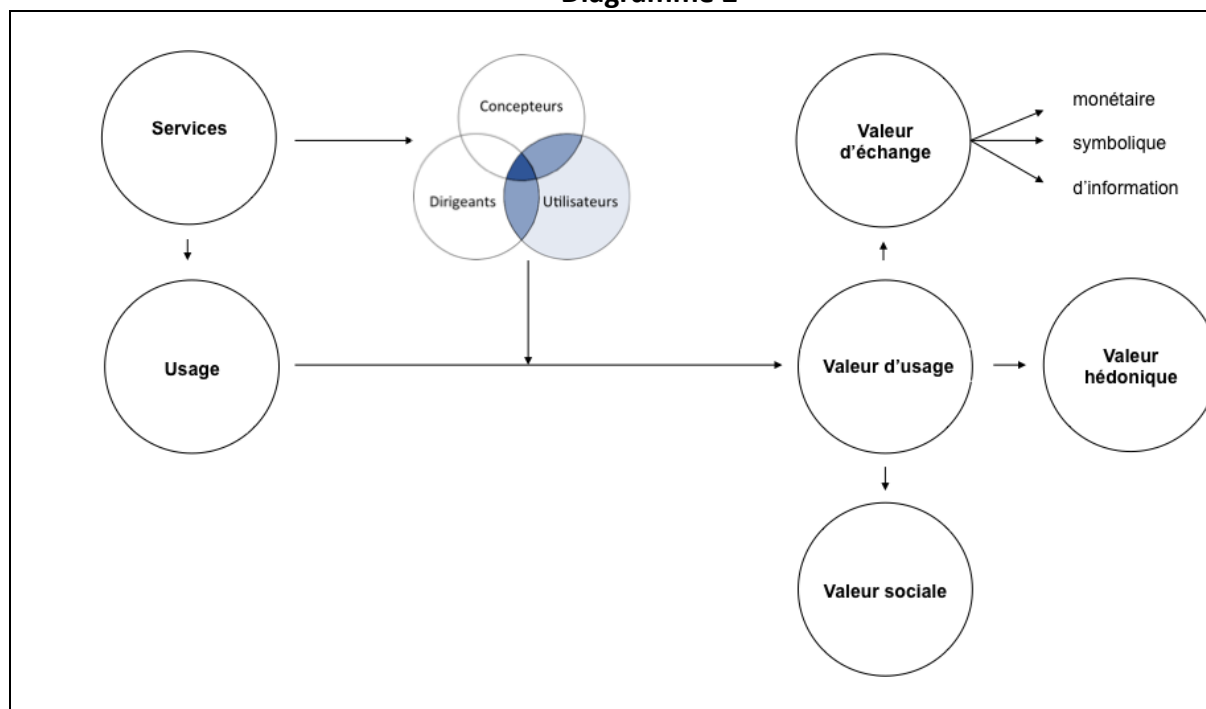 Diagramme 2
Services
Concepteurs
Dirigeants
Utilisateurs
Valeur
d'échange
monétaire
symbolique
d'information
Usage
Valeur d'usage
Valeur
hédonique
Valeur sociale